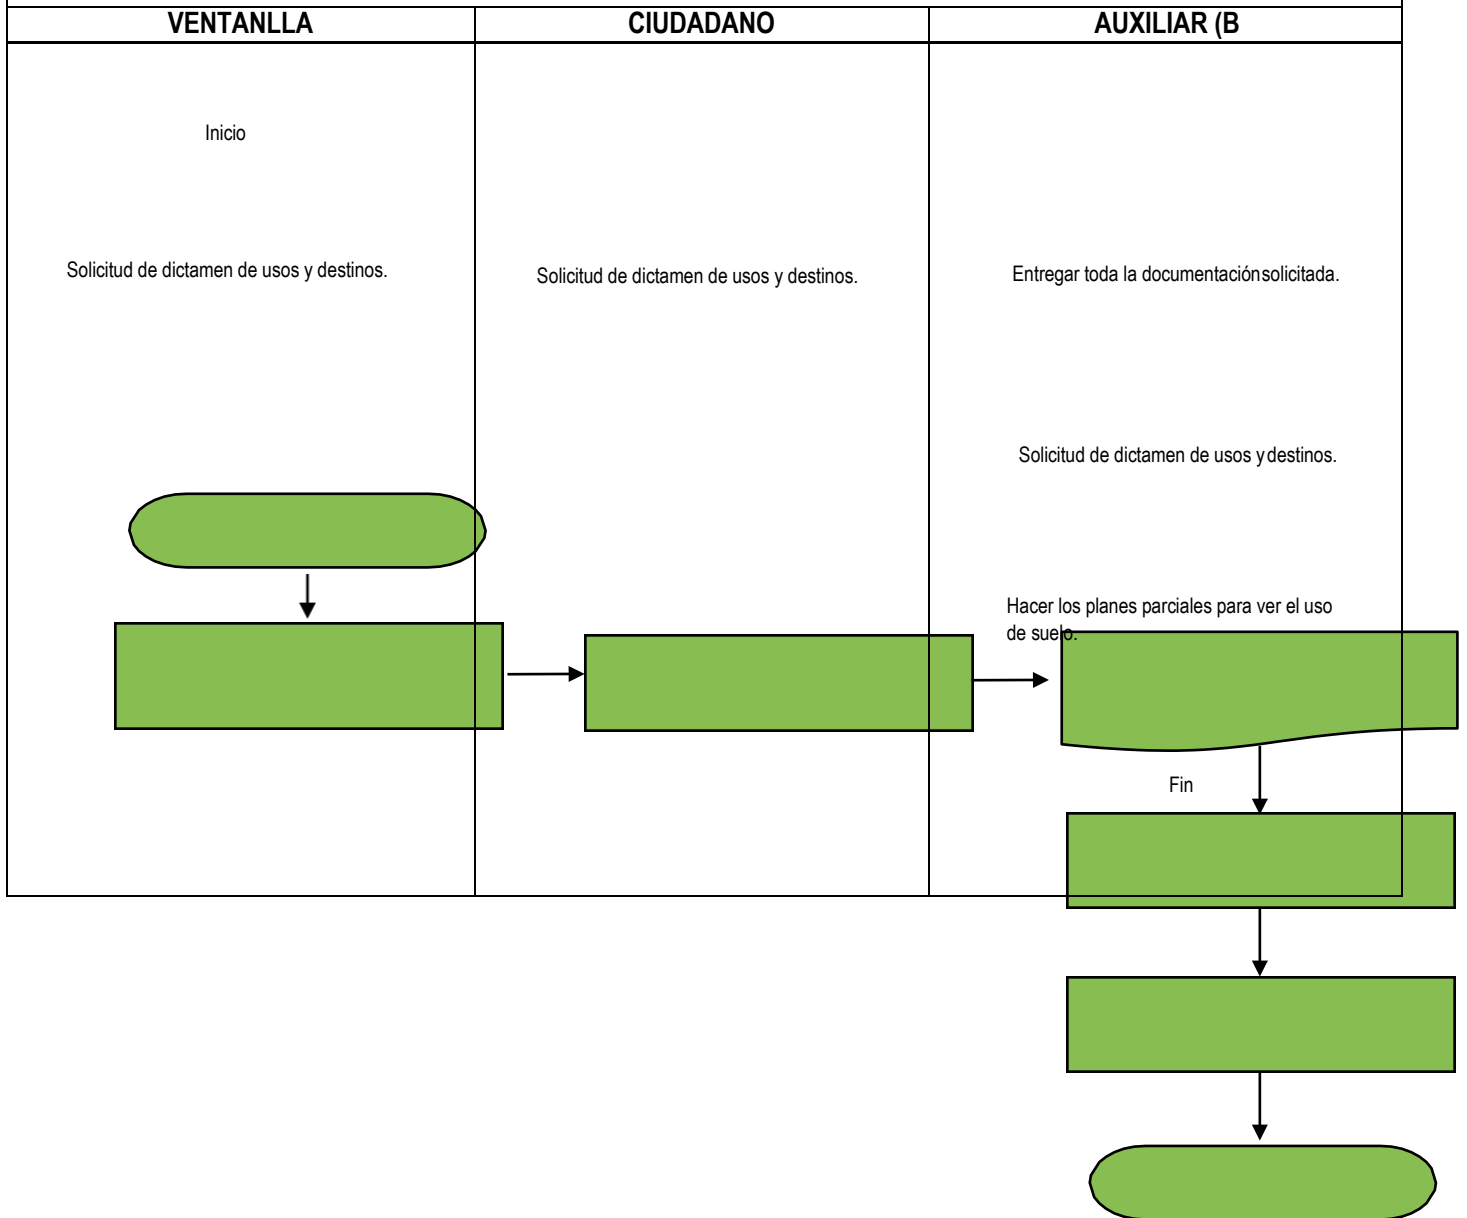 VENTANLLA
CIUDADANO
AUXILIAR (B
Inicio
Solicitud de dictamen de usos y destinos.
Solicitud de dictamen de usos y destinos.
Entregar toda la documentaciónsolicitada.
Solicitud de dictamen de usos y destinos.
Hacer los planes parciales para ver el uso
de suelo.
Fin